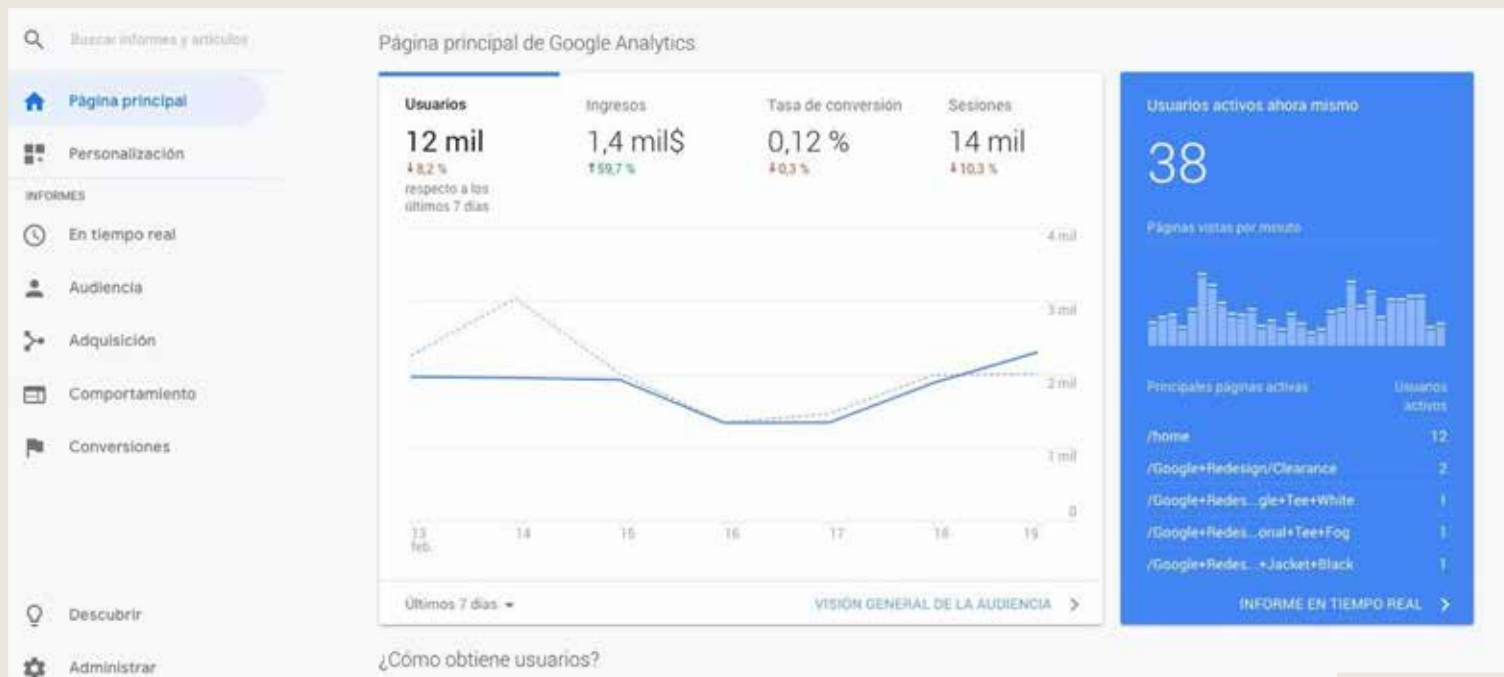 Buscar informes y artículos
Página principal
Personalización
INFORMES
En tiempo real
Audiencia
Adquisición
Comportamiento
Conversiones
Descubrir
Administrar
Página principal de Google Analytics
Usuarios
12 mil
8,2 %
respecto a los
últimos 7 días
Ingresos
1,4 mil$
59,7 %
Tasa de conversión
0,12 %
0,3 %
Sesiones
14 mil
10,3 %
4 mil
3 mil
2 mil
1 mil
0
13 14 15 16 17 18 19
feb.
Últimos 7 días
VISIÓN GENERAL DE LA AUDIENCIA
Usuarios activos ahora mismo
38
Páginas vistas por minuto
Principales páginas activas Usuarios
activos
/home 12
/Google+Redesign/Clearance 2
/Google+Redes...gle+Tee+White 1
/Google+Redes...onal+Tee+Fog 1
/Google+Redes...+Jacket+Black 1
INFORME EN TIEMPO REAL
¿Cómo obtiene usuarios?